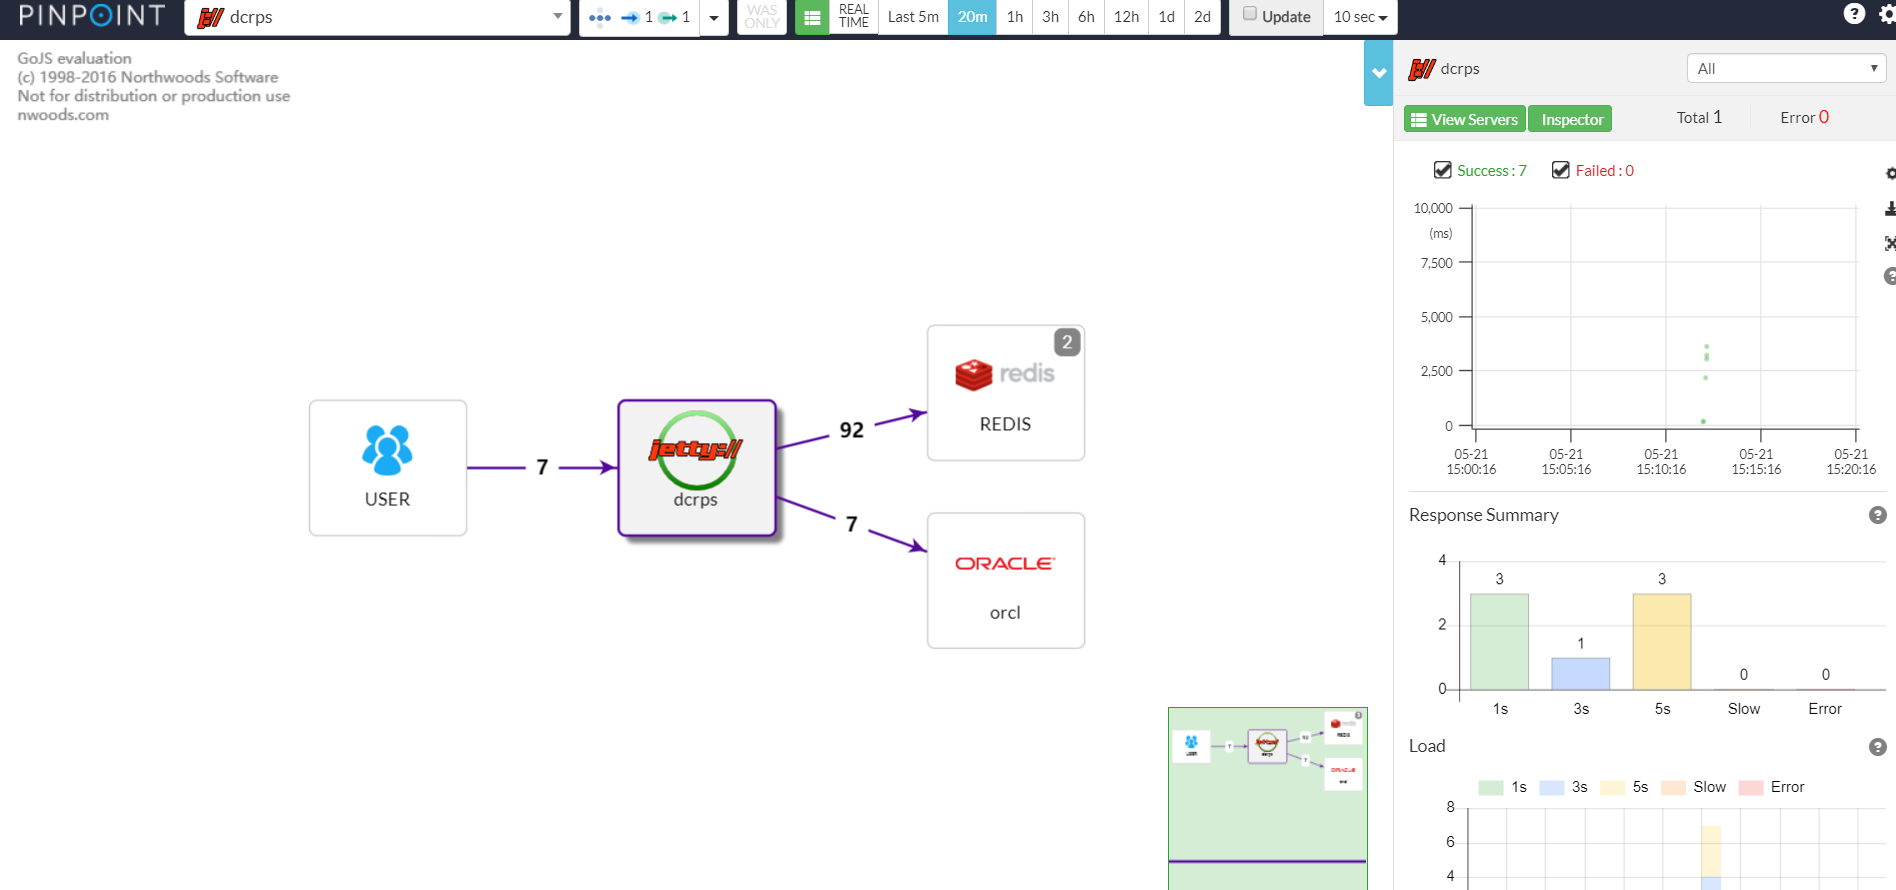 PINPOINT
dcrps
1
1
WAS ONLY
REAL TIME
Last 5m
20m
1h
3h
6h
12h
1d
2d
Update
10 sec
GoJS evaluation
(c) 1998-2016 Northwoods Software
Not for distribution or production use
nwoods.com
USER
7
jetty://
dcrps
92
7
2
redis
REDIS
ORACLE
orcl
dcrps
All
View Servers
Inspector
Total 1
Error 0
Success : 7
Failed : 0
10,000
(ms)
7,500
5,000
2,500
0
05-21 15:00:16
05-21 15:05:16
05-21 15:10:16
05-21 15:15:16
05-21 15:20:16
Response Summary
4
2
0
3
1
3
0
0
1s
3s
5s
Slow
Error
Load
1s
3s
5s
Slow
Error
8
6
4